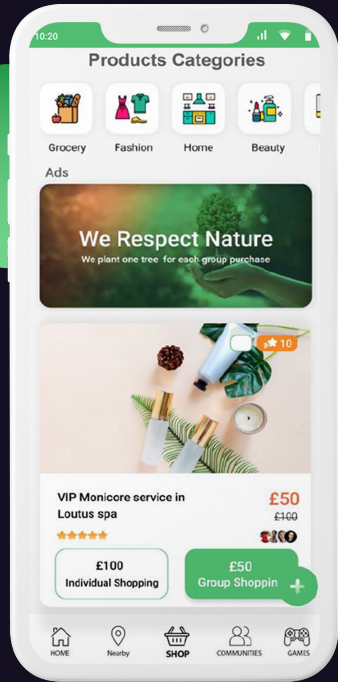 10:20
Products Categories
Grocery
Fashion
Home
Beauty
Ads
We Respect Nature
We plant one tree for each group purchase
10
VIP Monicore service in
Loutus spa
£50
£100
£100
Individual Shopping
£50
Group Shoppin
+
HOME
Nearby
SHOP
COMMUNITIES
GAMES